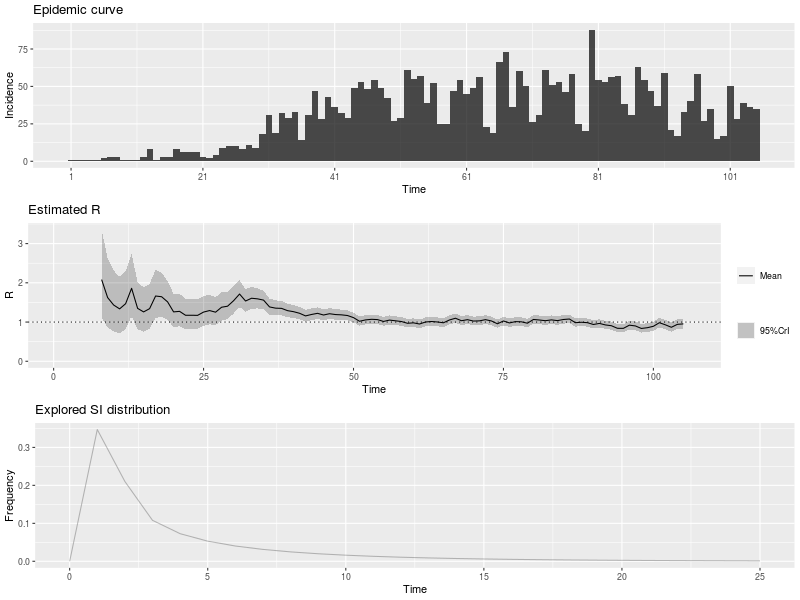 Epidemic curve
Incidence
75
50
25
0
1 21 41 61 81 101
Time
Estimated R
R
3
2
1
0
0 25 50 75 100
Time
Mean
95%CrI
Explored SI distribution
Frequency
0.3
0.2
0.1
0.0
0 5 10 15 20 25
Time